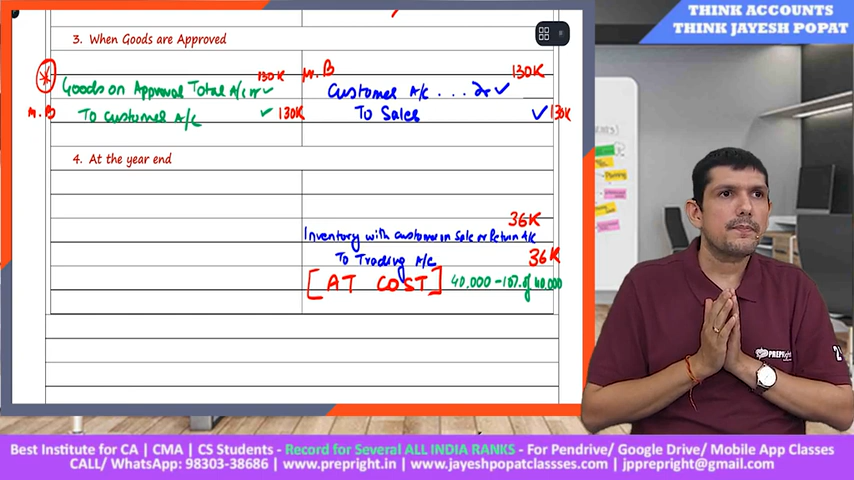 THINK ACCOUNTS
THINK JAYESH POPAT
3. When Goods are Approved
130K
Goods on Approval Total A/c Dr
M.B To customer A/c 130K
Mr. B 130K
Customer A/c . . . Dr
To Sales 130K
4. At the year end
36K
Inventory with customer on Sale or Return A/c
To Trading A/c 36K
[AT COST] 40,000 - 10% of 40,000
PREPRight
Best Institute for CA | CMA | CS Students - Record for Several ALL INDIA RANKS - For Pendrive/ Google Drive/ Mobile App Classes
CALL/ WhatsApp: 98303-38686 | www.prepright.in | www.jayeshpopatclassses.com | jpprepright@gmail.com